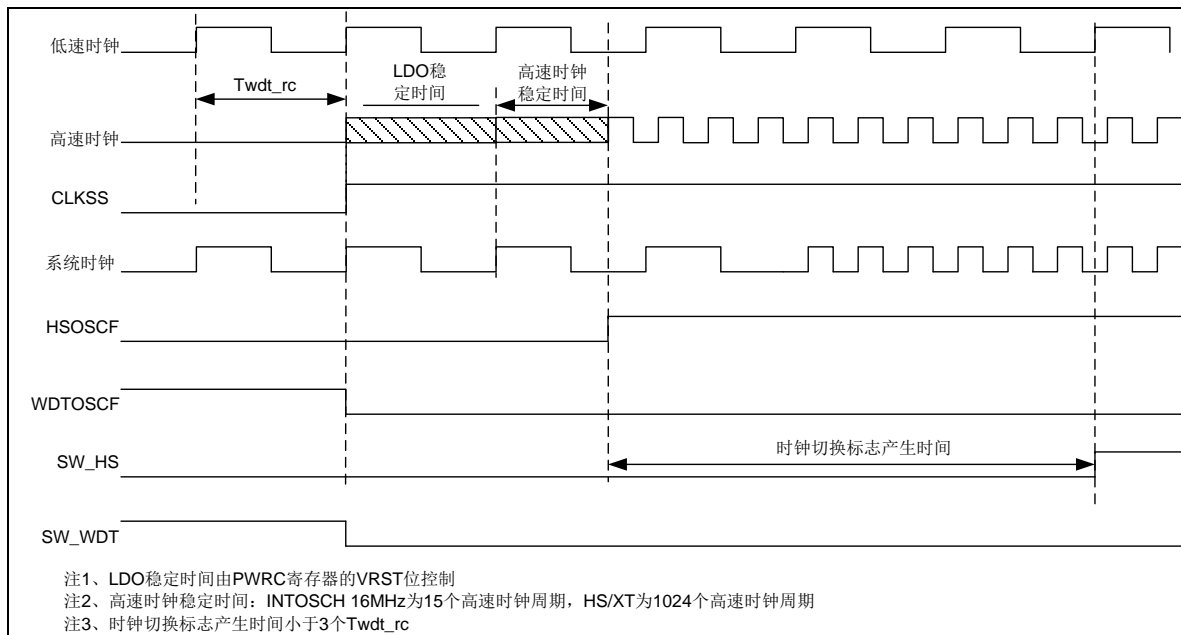 低速时钟
Twdt_rc
LDO稳
定时间
高速时钟
稳定时间
高速时钟
CLKSS
系统时钟
HSOSCF
WDTOSCF
时钟切换标志产生时间
SW_HS
SW_WDT
注1、LDO稳定时间由PWRC寄存器的VRST位控制
注2、高速时钟稳定时间：INTOSCH 16MHz为15个高速时钟周期，HS/XT为1024个高速时钟周期
注3、时钟切换标志产生时间小于3个Twdt_rc